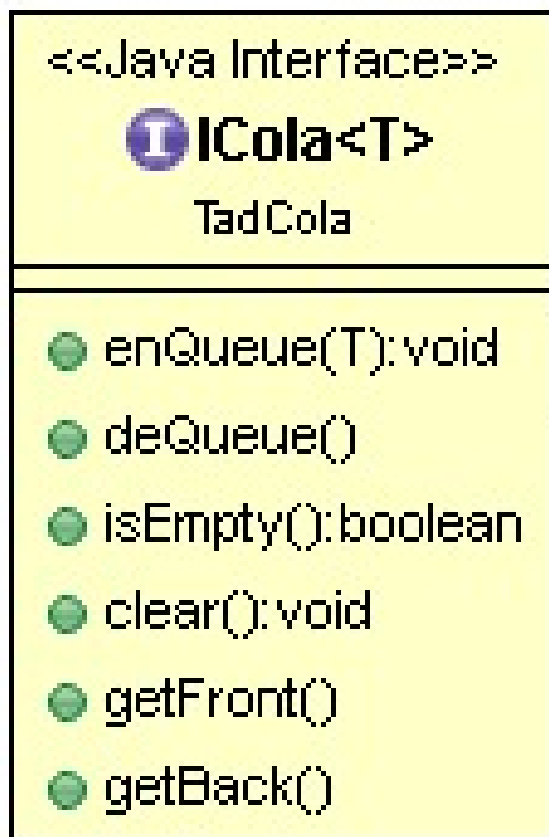 <<Java Interface>>
I ICola<T>
TadCola
enQueue(T):void
deQueue()
isEmpty():boolean
clear():void
getFront()
getBack()